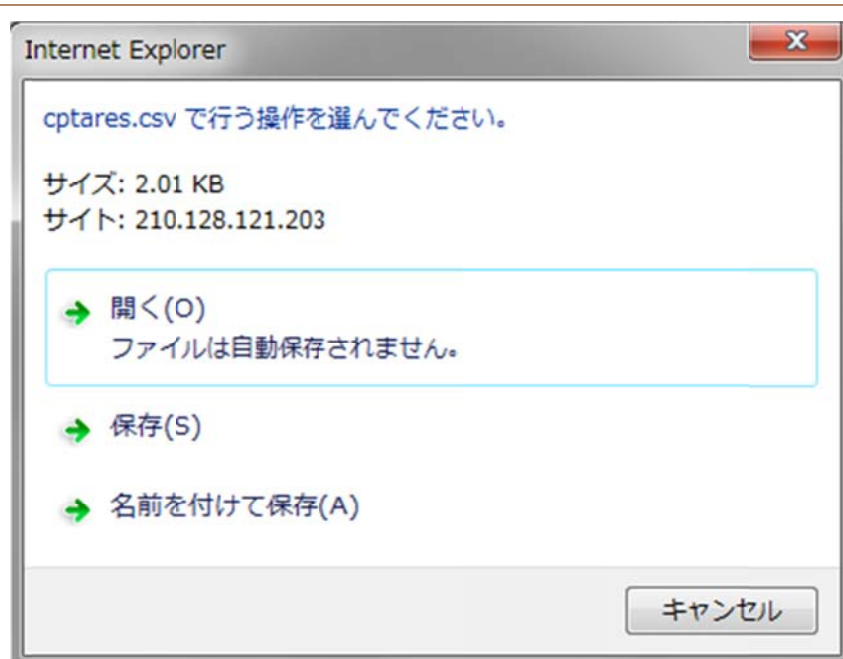 Internet Explorer
cptares.csv で行う操作を選んでください。
サイズ: 2.01 KB
サイト: 210.128.121.203
開く(O)
ファイルは自動保存されません。
保存(S)
名前を付けて保存(A)
キャンセル